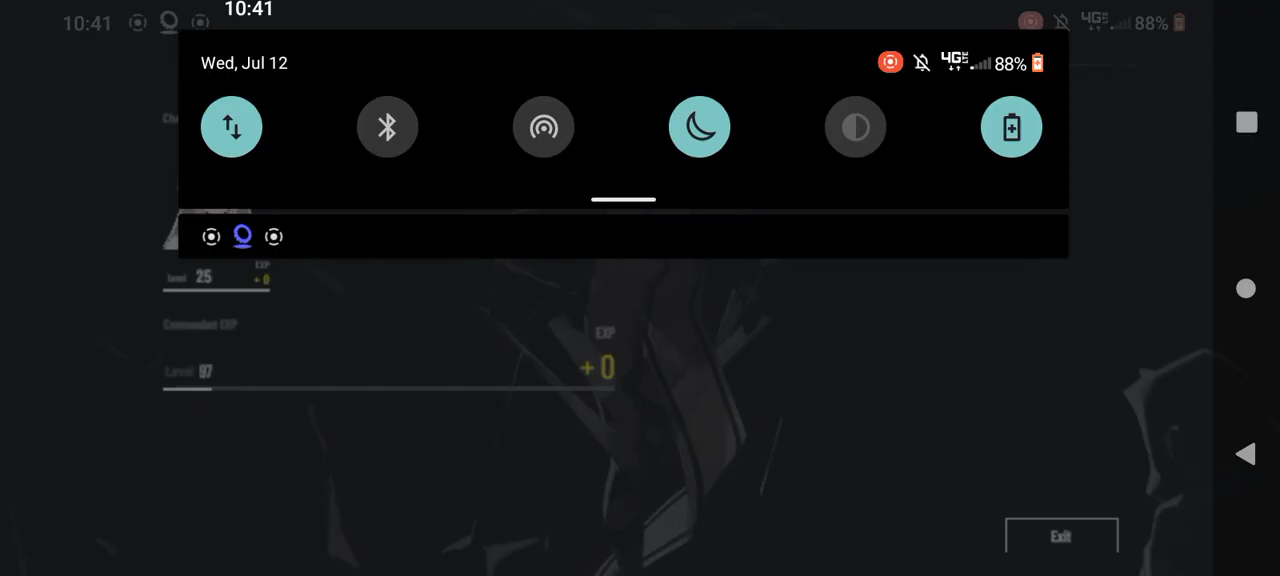 10:41
10:41
88%
Wed, Jul 12
4G
88%
Level 25
EXP
+ 0
Commandant EXP
EXP
Level 97
+ 0
Exit